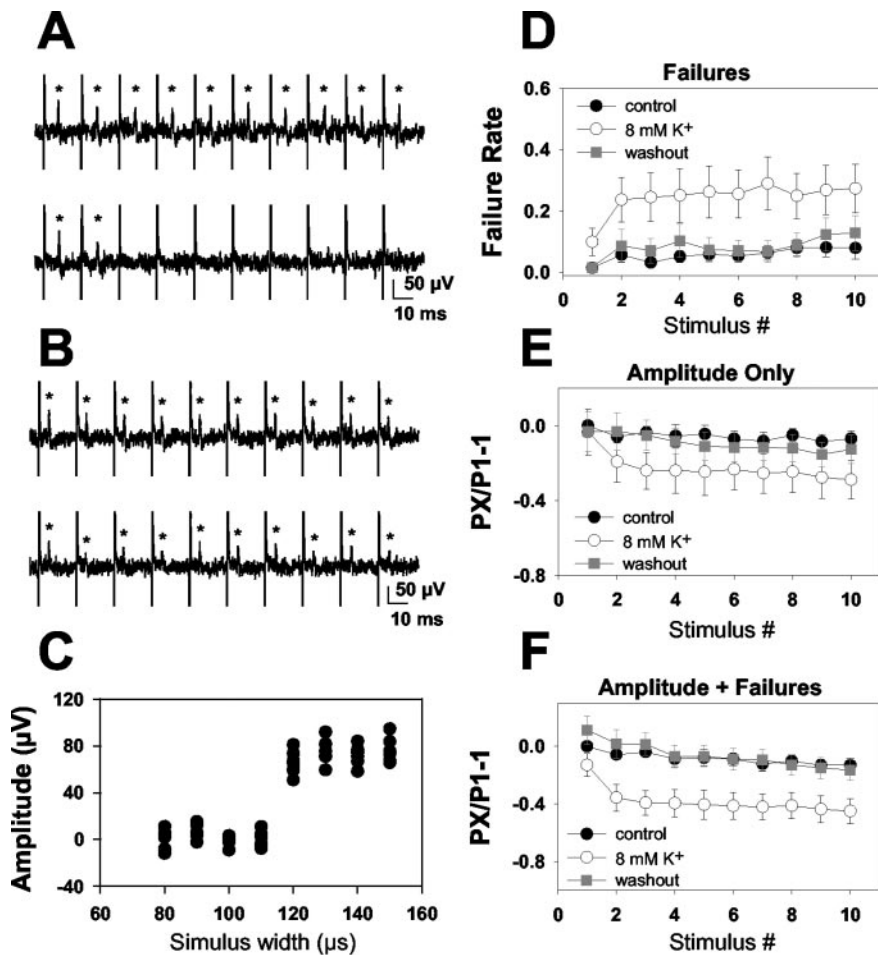 A
* * * * * * * * * *
* *
50 µV
10 ms
B
* * * * * * * * * *
* * * * * * * * * *
50 µV
10 ms
C
Amplitude (µV)
120
80
40
0
-40
60 80 100 120 140 160
Simulus width (µs)
D
Failures
Failure Rate
0.6
0.4
0.2
0.0
control
8 mM K+
washout
0 2 4 6 8 10
Stimulus #
E
Amplitude Only
PX/P1-1
0.0
-0.4
-0.8
control
8 mM K+
washout
0 2 4 6 8 10
Stimulus #
F
Amplitude + Failures
PX/P1-1
0.0
-0.4
-0.8
control
8 mM K+
washout
0 2 4 6 8 10
Stimulus #